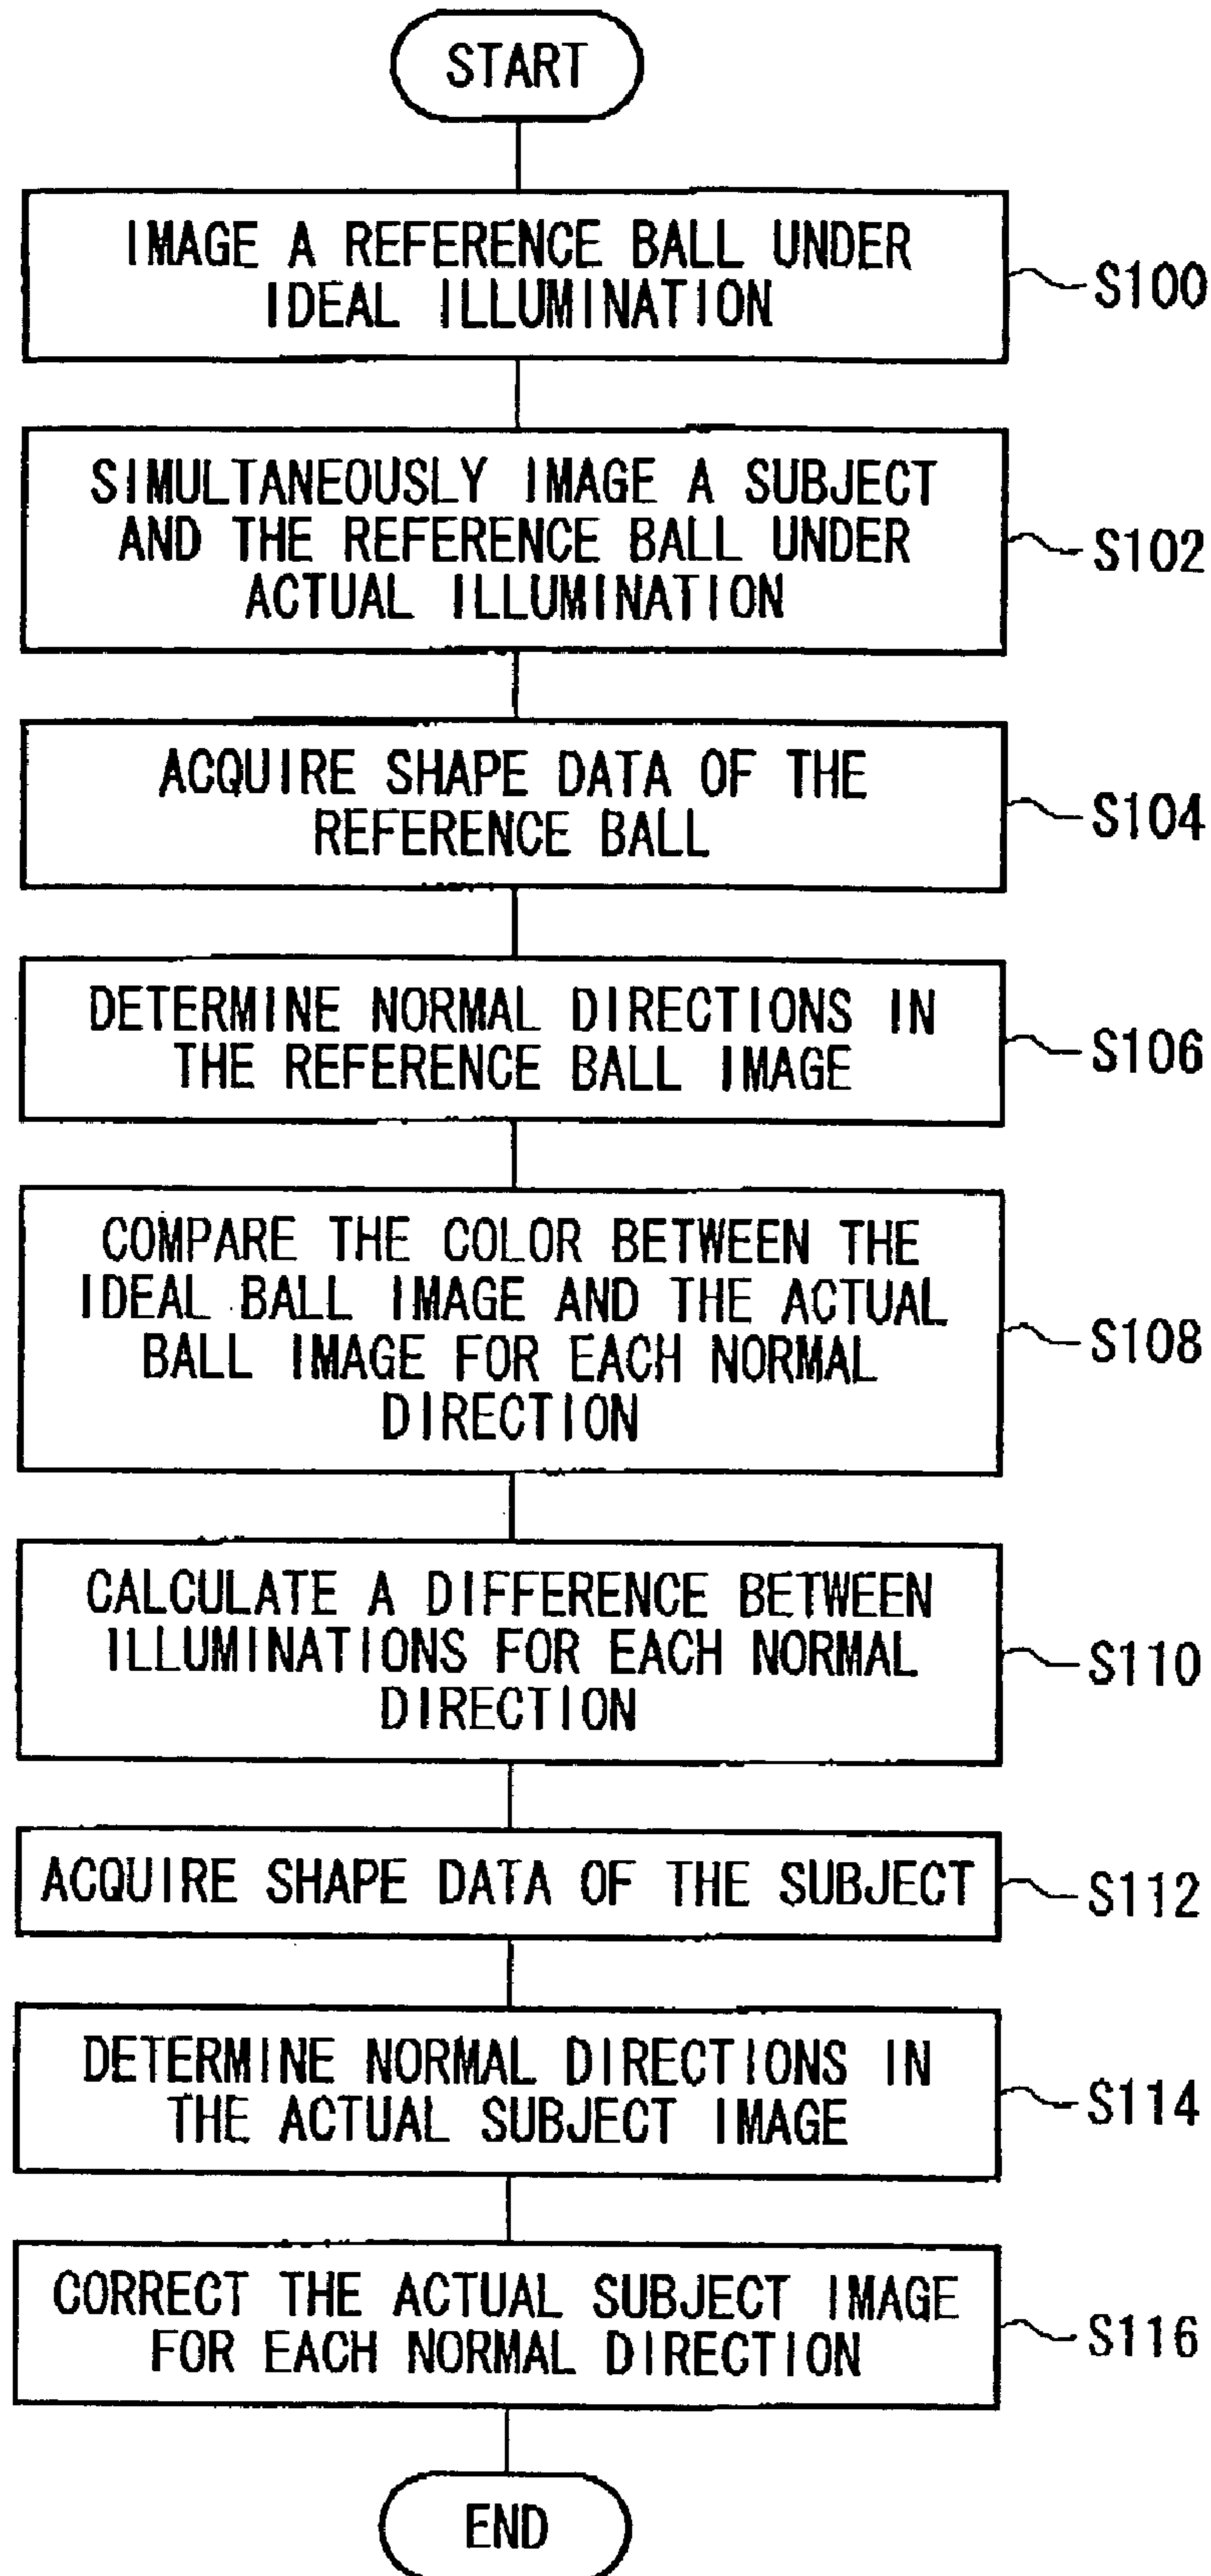 START
IMAGE A REFERENCE BALL UNDER
IDEAL ILLUMINATION
S100
SIMULTANEOUSLY IMAGE A SUBJECT
AND THE REFERENCE BALL UNDER
ACTUAL ILLUMINATION
S102
ACQUIRE SHAPE DATA OF THE
REFERENCE BALL
S104
DETERMINE NORMAL DIRECTIONS IN
THE REFERENCE BALL IMAGE
S106
COMPARE THE COLOR BETWEEN THE
IDEAL BALL IMAGE AND THE ACTUAL
BALL IMAGE FOR EACH NORMAL
DIRECTION
S108
CALCULATE A DIFFERENCE BETWEEN
ILLUMINATIONS FOR EACH NORMAL
DIRECTION
S110
ACQUIRE SHAPE DATA OF THE SUBJECT
S112
DETERMINE NORMAL DIRECTIONS IN
THE ACTUAL SUBJECT IMAGE
S114
CORRECT THE ACTUAL SUBJECT IMAGE
FOR EACH NORMAL DIRECTION
S116
END